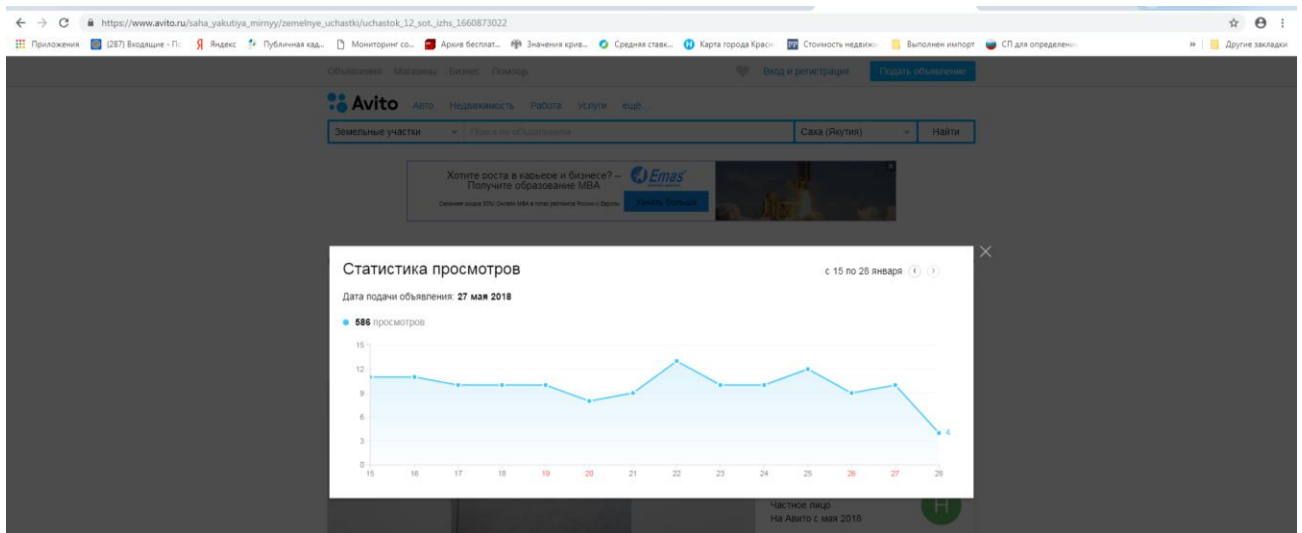 https://www.avito.ru/saha_yakutiya_mirnyy/zemelnye_uchastki/uchastok_12_sot._izhs_1660873022
Приложения (287) Входящие - По Яндекс Публичная кад... Мониторинг со... Архив бесплат... Значения крив... Средняя ставк... Карта города Красн Стоимость недвижи Выполнен импорт СП для определени » Другие закладки
Объявления Магазины Бизнес Помощь Вход и регистрация Подать объявление
Avito Авто Недвижимость Работа Услуги ещё...
Земельные участки Поиск по объявлениям Саха (Якутия) Найти
Хотите роста в карьере и бизнесе? –
Получите образование MBA
Emas
Узнать больше
Статистика просмотров
с 15 по 28 января
Дата подачи объявления: 27 мая 2018
586 просмотров
15
12
9
6
3
0
4
15 16 17 18 19 20 21 22 23 24 25 26 27 28
Частное лицо
На Авито с мая 2018
Н